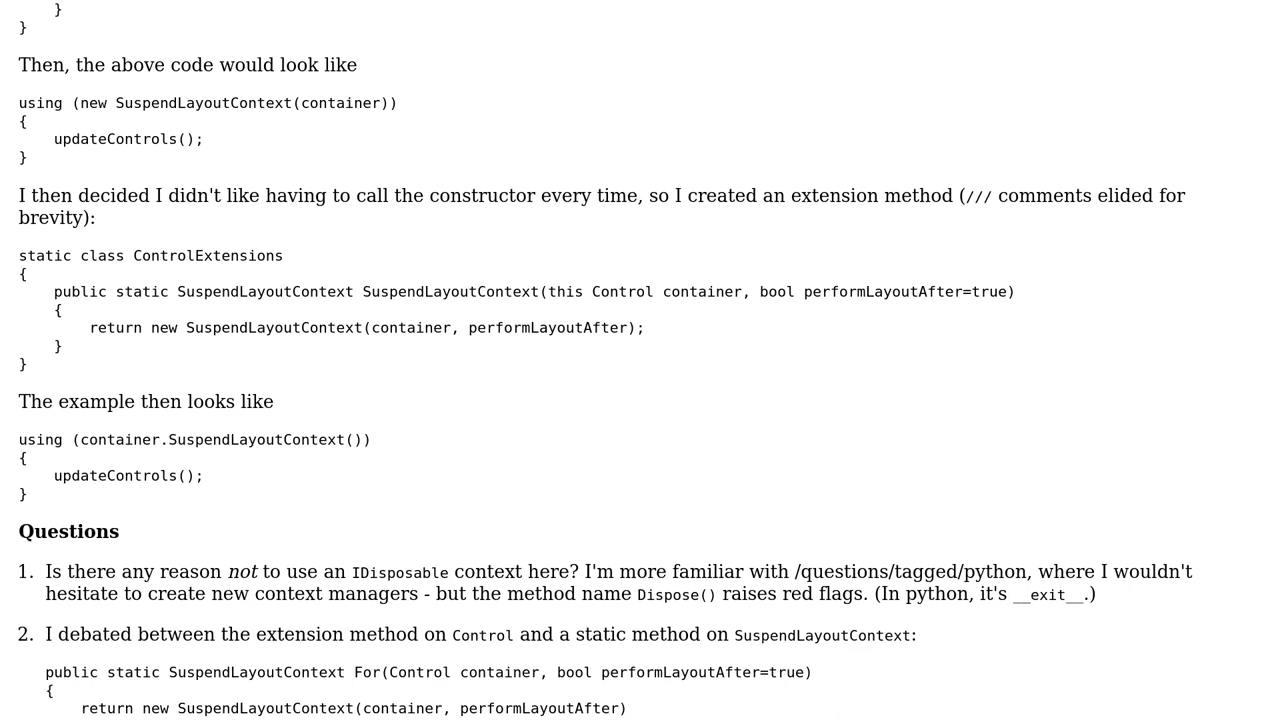 }
}
Then, the above code would look like
using (new SuspendLayoutContext(container))
{
    updateControls();
}
I then decided I didn't like having to call the constructor every time, so I created an extension method (/// comments elided for
brevity):
static class ControlExtensions
{
    public static SuspendLayoutContext SuspendLayoutContext(this Control container, bool performLayoutAfter=true)
    {
        return new SuspendLayoutContext(container, performLayoutAfter);
    }
}
The example then looks like
using (container.SuspendLayoutContext())
{
    updateControls();
}
Questions
1. Is there any reason not to use an IDisposable context here? I'm more familiar with /questions/tagged/python, where I wouldn't
hesitate to create new context managers - but the method name Dispose() raises red flags. (In python, it's __exit__.)
2. I debated between the extension method on Control and a static method on SuspendLayoutContext:
public static SuspendLayoutContext For(Control container, bool performLayoutAfter=true)
{
    return new SuspendLayoutContext(container, performLayoutAfter)